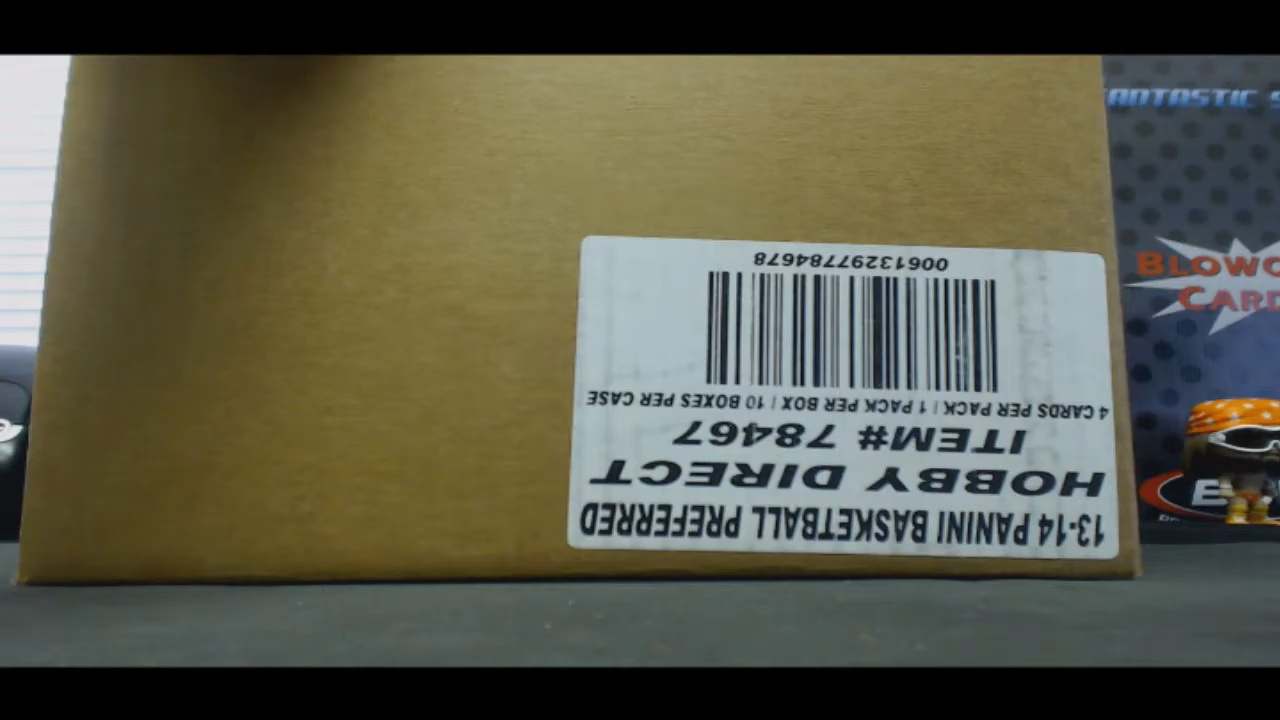 13-14 PANINI BASKETBALL PREFERRED
HOBBY DIRECT
ITEM# 78467
4 CARDS PER PACK | 1 PACK PER BOX | 10 BOXES PER CASE
00613297784678
FANTASTIC